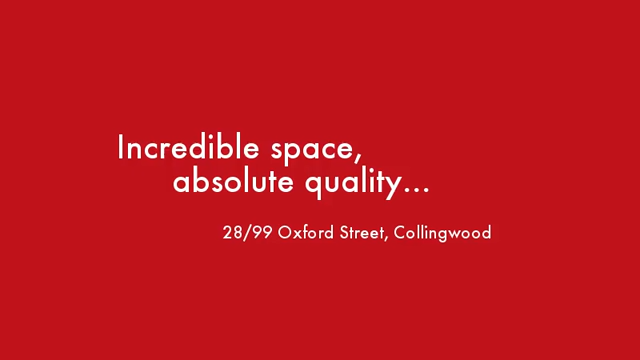 Incredible space,
absolute quality...
28/99 Oxford Street, Collingwood